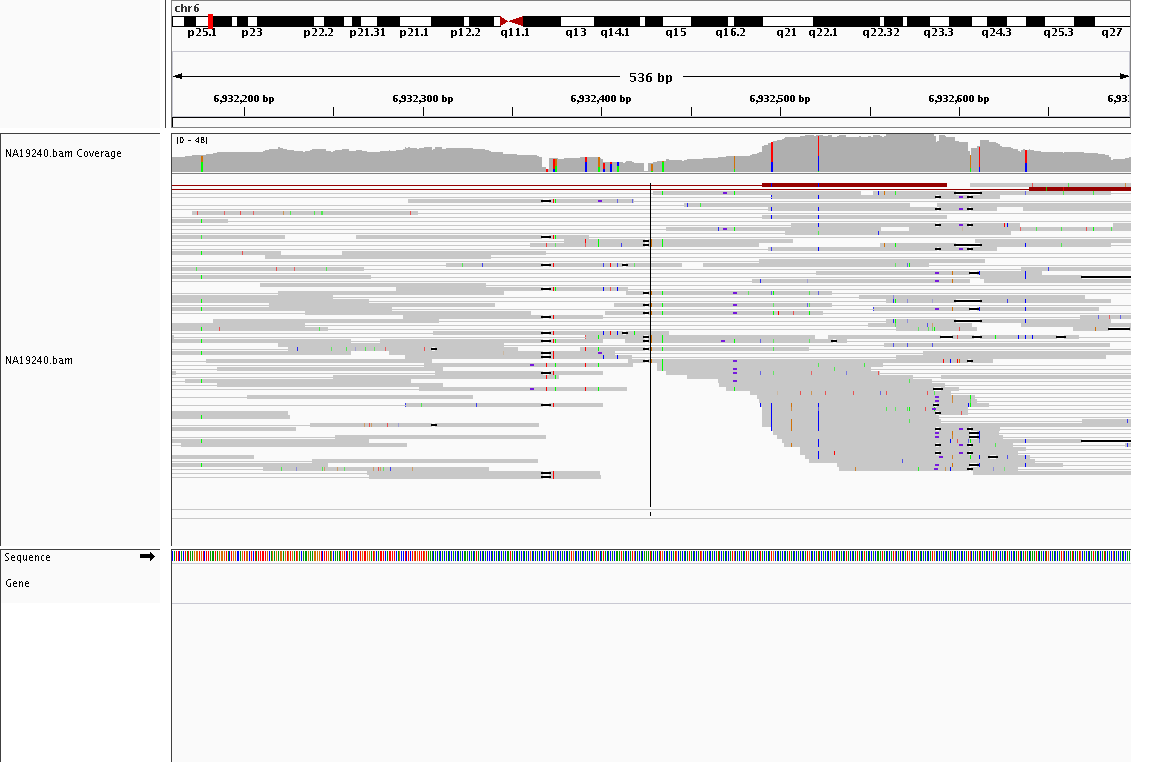 chr6
p25.1 p23 p22.2 p21.31 p21.1 p12.2 q11.1 q13 q14.1 q15 q16.2 q21 q22.1 q22.32 q23.3 q24.3 q25.3 q27
536 bp
6,932,200 bp 6,932,300 bp 6,932,400 bp 6,932,500 bp 6,932,600 bp 6,93
[0 - 48]
NA19240.bam Coverage
NA19240.bam
Sequence
Gene